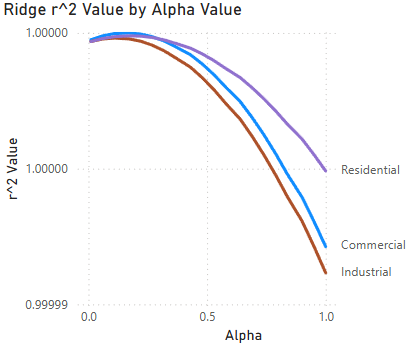 Ridge r^2 Value by Alpha Value
1.00000
1.00000
0.99999
r^2 Value
Residential
Commercial
Industrial
0.0
0.5
1.0
Alpha